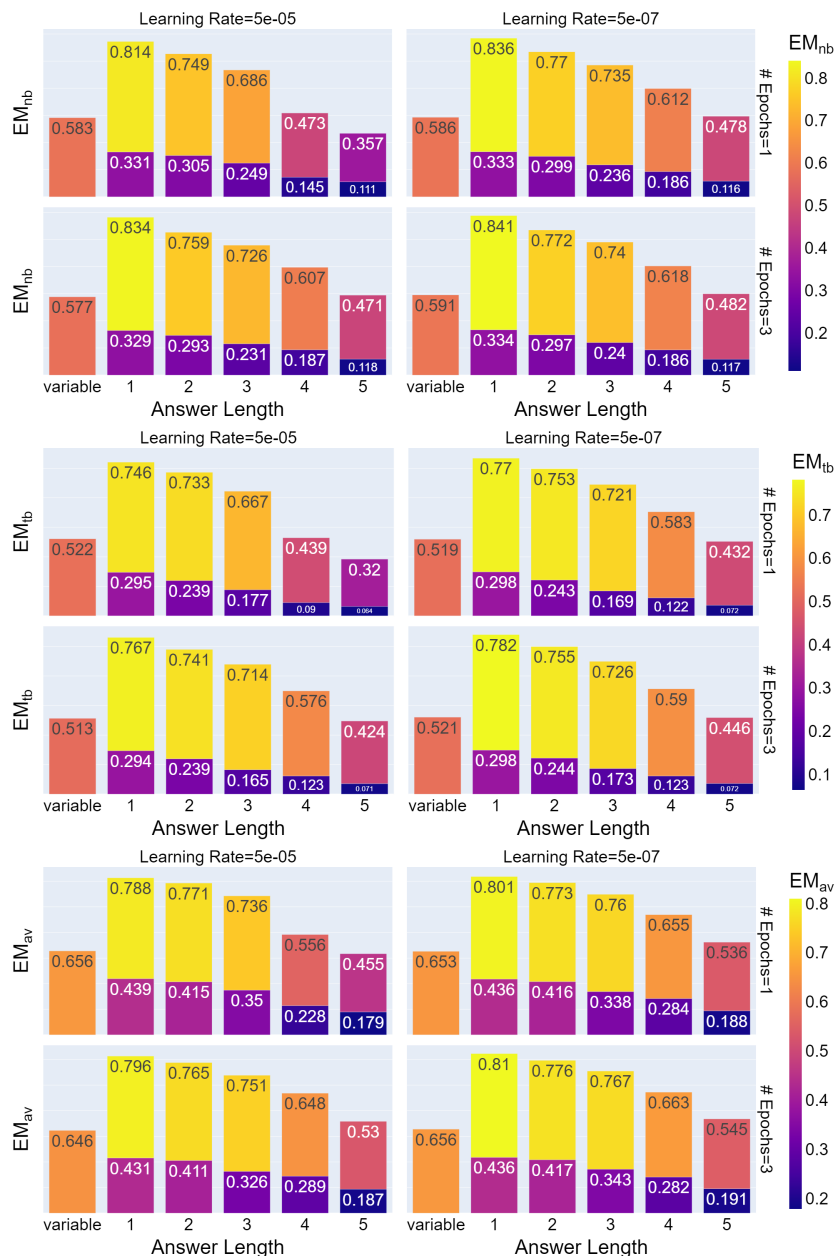 Learning Rate=5e-05 Learning Rate=5e-07
EM_nb
0.583 0.814 0.331 0.749 0.305 0.686 0.249 0.473 0.145 0.357 0.111
0.586 0.836 0.333 0.77 0.299 0.735 0.236 0.612 0.186 0.478 0.116
# Epochs=1
EM_nb
0.577 0.834 0.329 0.759 0.293 0.726 0.231 0.607 0.187 0.471 0.118
0.591 0.841 0.334 0.772 0.297 0.74 0.24 0.618 0.186 0.482 0.117
# Epochs=3
variable 1 2 3 4 5 variable 1 2 3 4 5
Answer Length Answer Length
EM_nb
0.8
0.7
0.6
0.5
0.4
0.3
0.2
Learning Rate=5e-05 Learning Rate=5e-07
EM_tb
0.522 0.746 0.295 0.733 0.239 0.667 0.177 0.439 0.09 0.32 0.064
0.519 0.77 0.298 0.753 0.243 0.721 0.169 0.583 0.122 0.432 0.072
# Epochs=1
EM_tb
0.513 0.767 0.294 0.741 0.239 0.714 0.165 0.576 0.123 0.424 0.071
0.521 0.782 0.298 0.755 0.244 0.726 0.173 0.59 0.123 0.446 0.072
# Epochs=3
variable 1 2 3 4 5 variable 1 2 3 4 5
Answer Length Answer Length
EM_tb
0.7
0.6
0.5
0.4
0.3
0.2
0.1
Learning Rate=5e-05 Learning Rate=5e-07
EM_av
0.656 0.788 0.439 0.771 0.415 0.736 0.35 0.556 0.228 0.455 0.179
0.653 0.801 0.436 0.773 0.416 0.76 0.338 0.655 0.284 0.536 0.188
# Epochs=1
EM_av
0.646 0.796 0.431 0.765 0.411 0.751 0.326 0.648 0.289 0.53 0.187
0.656 0.81 0.436 0.776 0.417 0.767 0.343 0.663 0.282 0.545 0.191
# Epochs=3
variable 1 2 3 4 5 variable 1 2 3 4 5
Answer Length Answer Length
EM_av
0.8
0.7
0.6
0.5
0.4
0.3
0.2